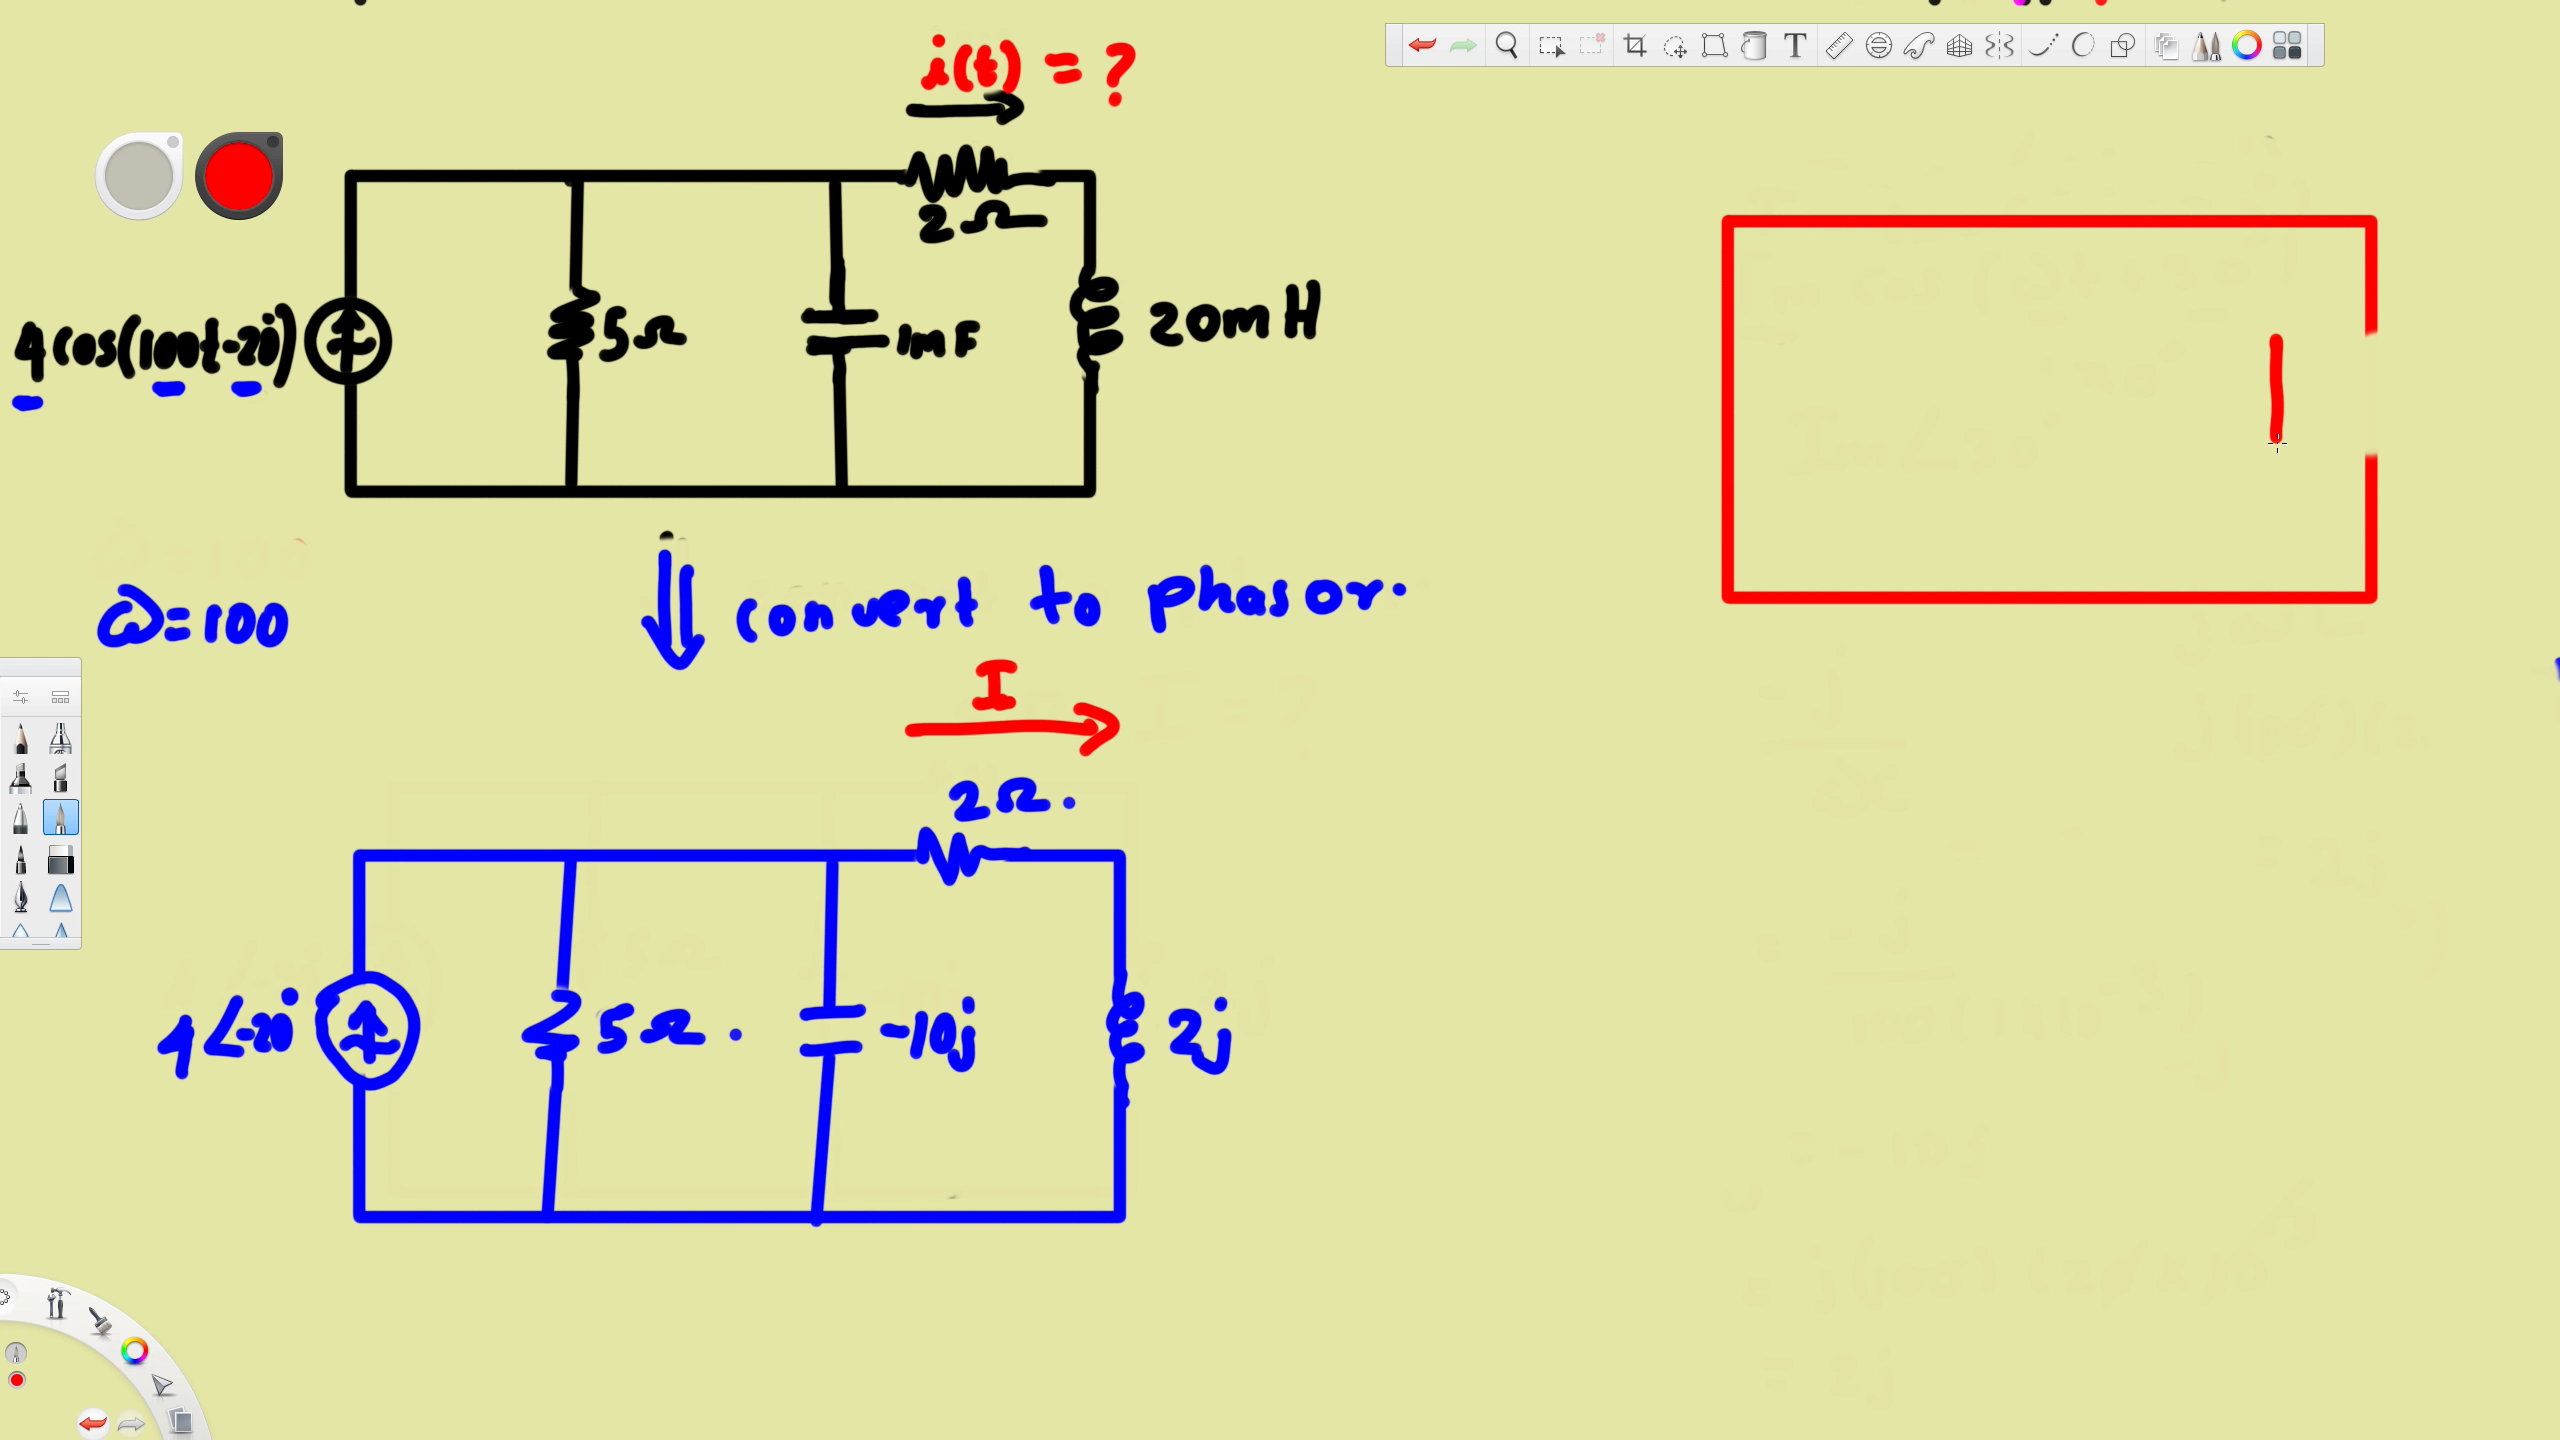 i(t) = ?
2Ω
4cos(100t-20°)
5Ω
1mF
20mH
ω=100
convert to phasor.
I
2Ω.
4∠-20°
5Ω.
-10j
2j
T